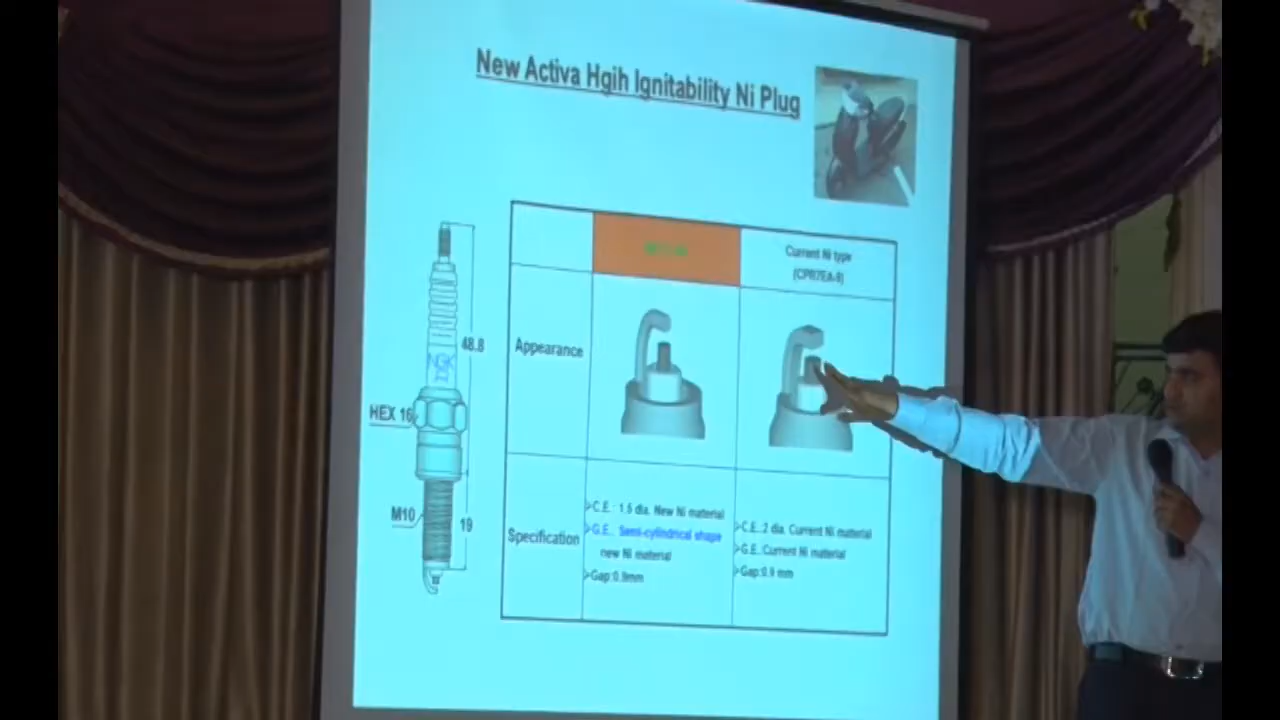 New Activa Hgih Ignitability Ni Plug
Current Ni type
(CPR7EA-9)
Appearance
48.8
NGK
HEX 16
M10
19
Specification
C.E.: 1.5 dia. New Ni material
G.E.: Semi-cylindrical shape
new Ni material
Gap:0.9mm
C.E.:2 dia. Current Ni material
G.E.:Current Ni material
Gap:0.9 mm